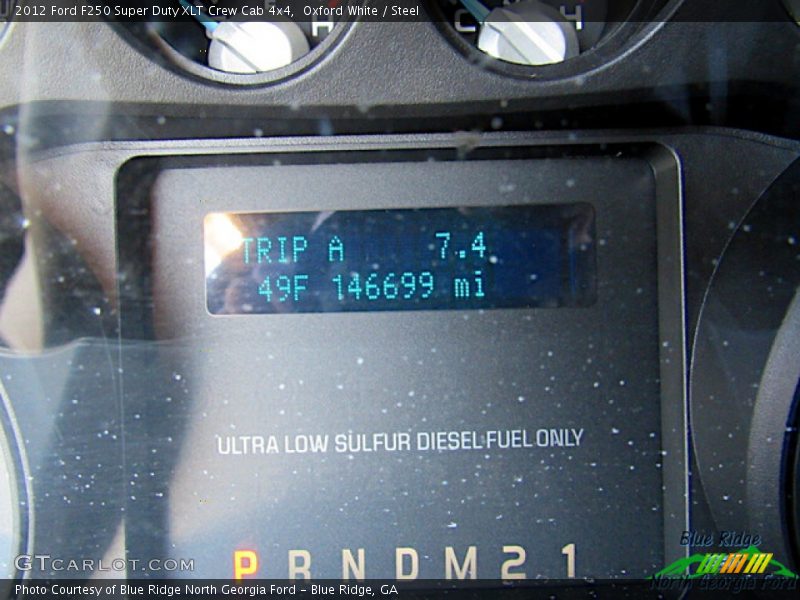 2012 Ford F250 Super Duty XLT Crew Cab 4x4, Oxford White / Steel
H C H
TRIP A 7.4
49F 146699 mi
ULTRA LOW SULFUR DIESEL FUEL ONLY
P R N D M 2 1
Blue Ridge
North Georgia Ford
GTCARLOT.COM
Photo Courtesy of Blue Ridge North Georgia Ford – Blue Ridge, GA